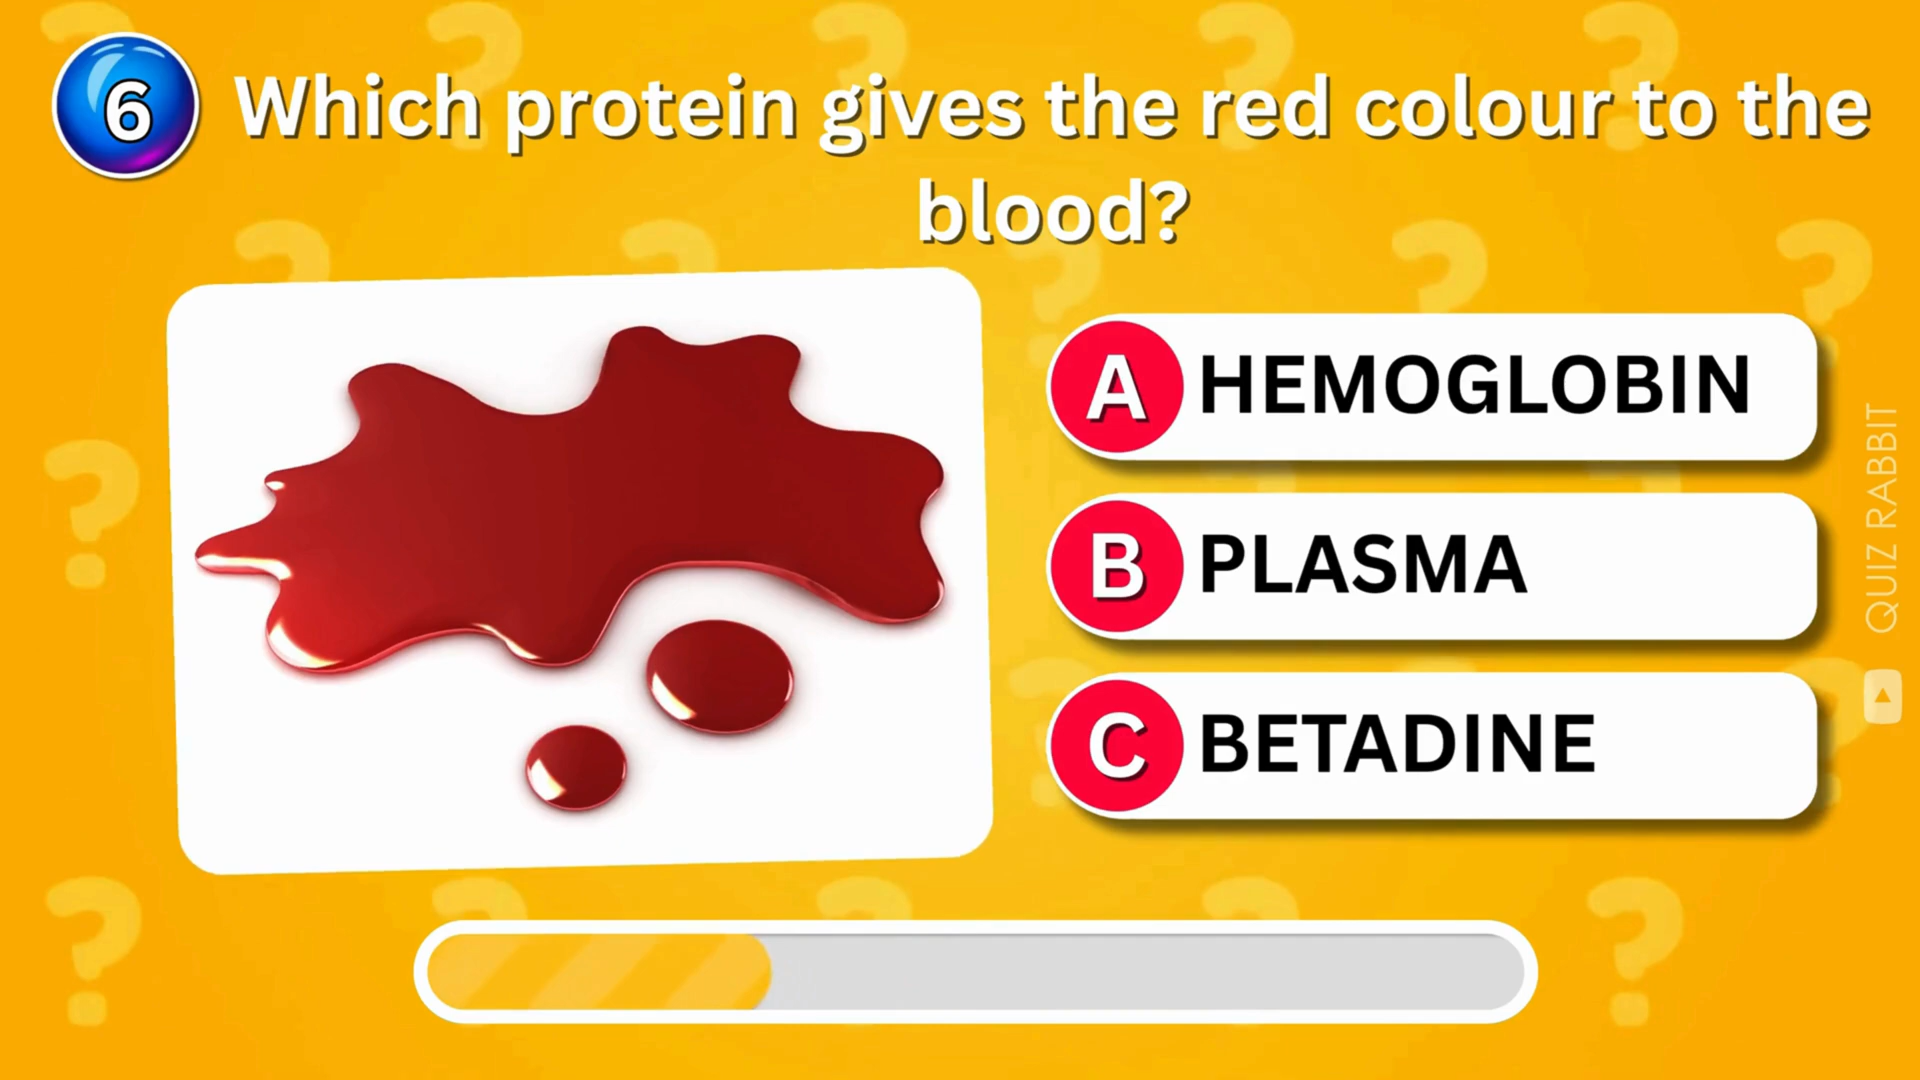 6
Which protein gives the red colour to the
blood?
A HEMOGLOBIN
B PLASMA
C BETADINE
QUIZ RABBIT